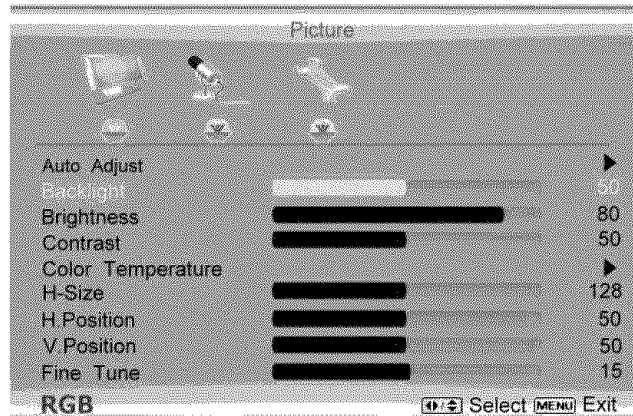 Picture
Auto Adjust
Backlight 50
Brightness 80
Contrast 50
Color Temperature
H-Size 128
H.Position 50
V.Position 50
Fine Tune 15
RGB Select MENU Exit